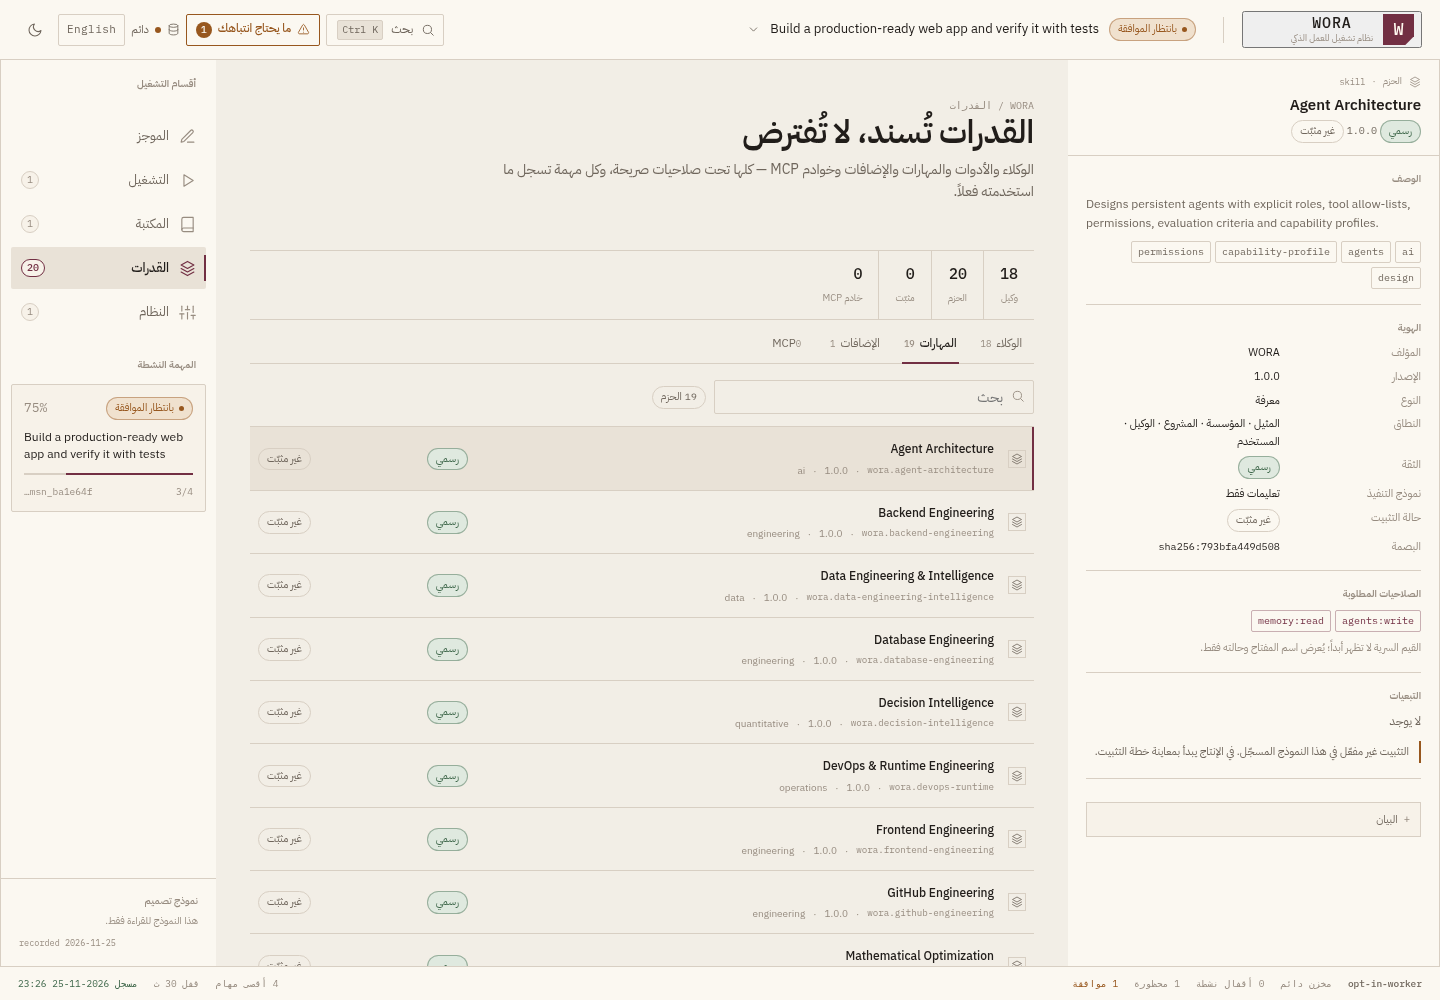 WORA
نظام تشغيل للعمل الذكي
بانتظار الموافقة
Build a production-ready web app and verify it with tests
بحث Ctrl K
ما يحتاج انتباهك 1
دائم
English
الحزم · skill
Agent Architecture
رسمي 1.0.0 غير مثبّت
الوصف
Designs persistent agents with explicit roles, tool allow-lists,
permissions, evaluation criteria and capability profiles.
ai agents capability-profile permissions
design
الهوية
المؤلف WORA
الإصدار 1.0.0
النوع معرفة
النطاق المثيل · المؤسسة · المشروع · الوكيل ·
المستخدم
الثقة رسمي
نموذج التنفيذ تعليمات فقط
حالة التثبيت غير مثبّت
البصمة sha256:793bfa449d508
الصلاحيات المطلوبة
agents:write memory:read
القيم السرية لا تظهر أبداً؛ يُعرض اسم المفتاح وحالته فقط.
التبعيات
لا يوجد
التثبيت غير مفعّل في هذا النموذج المسجّل. في الإنتاج يبدأ بمعاينة خطة التثبيت.
+ البيان
WORA / القدرات
القدرات تُسند، لا تُفترض
الوكلاء والأدوات والمهارات والإضافات وخوادم MCP — كلها تحت صلاحيات صريحة، وكل مهمة تسجل ما
استخدمته فعلاً.
18 20 0 0
وكيل الحزم مثبّت خادم MCP
الوكلاء 18 المهارات 19 الإضافات 1 MCP0
بحث
19 الحزم
Agent Architecture
wora.agent-architecture · 1.0.0 · ai
رسمي
غير مثبّت
Backend Engineering
wora.backend-engineering · 1.0.0 · engineering
رسمي
غير مثبّت
Data Engineering & Intelligence
wora.data-engineering-intelligence · 1.0.0 · data
رسمي
غير مثبّت
Database Engineering
wora.database-engineering · 1.0.0 · engineering
رسمي
غير مثبّت
Decision Intelligence
wora.decision-intelligence · 1.0.0 · quantitative
رسمي
غير مثبّت
DevOps & Runtime Engineering
wora.devops-runtime · 1.0.0 · operations
رسمي
غير مثبّت
Frontend Engineering
wora.frontend-engineering · 1.0.0 · engineering
رسمي
غير مثبّت
GitHub Engineering
wora.github-engineering · 1.0.0 · engineering
رسمي
غير مثبّت
Mathematical Optimization
أقسام التشغيل
الموجز
التشغيل 1
المكتبة 1
القدرات 20
النظام 1
المهمة النشطة
بانتظار الموافقة 75%
Build a production-ready web
app and verify it with tests
3/4 msn_ba1e64f…
نموذج تصميم
هذا النموذج للقراءة فقط.
recorded 2026-11-25
opt-in-worker
مخزن دائم
0 أقفال نشطة
1 محظورة
1 موافقة
4 أقصى مهام
قفل 30 ث
مسجل 2026-11-25 23:26